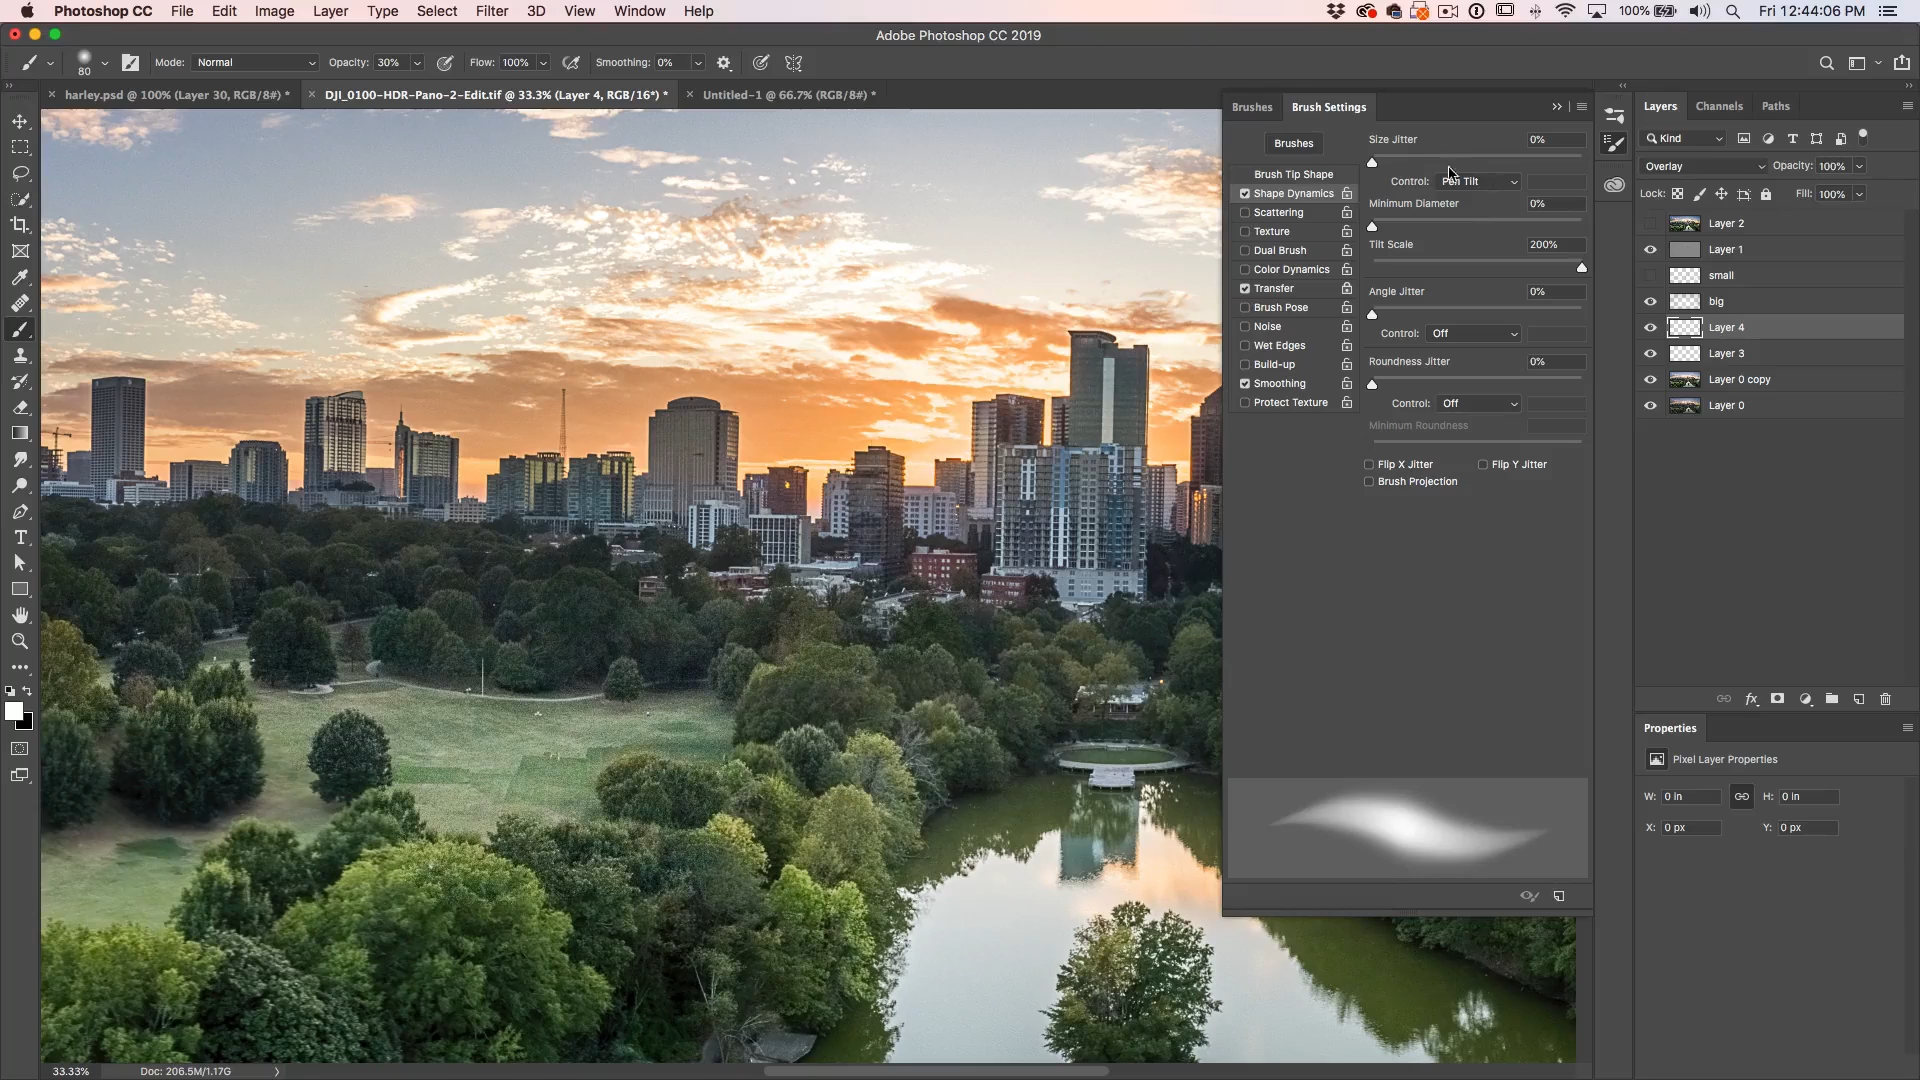 Photoshop CC File Edit Image Layer Type Select Filter 3D View Window Help 100% Fri 12:44:06 PM
Adobe Photoshop CC 2019
80 Mode: Normal Opacity: 30% Flow: 100% Smoothing: 0%
harley.psd @ 100% (Layer 30, RGB/8#) * DJI_0100-HDR-Pano-2-Edit.tif @ 33.3% (Layer 4, RGB/16*) * Untitled-1 @ 66.7% (RGB/8#) *
Brushes Brush Settings
Brushes
Brush Tip Shape
Shape Dynamics
Scattering
Texture
Dual Brush
Color Dynamics
Transfer
Brush Pose
Noise
Wet Edges
Build-up
Smoothing
Protect Texture
Size Jitter 0%
Control: Pen Tilt
Minimum Diameter 0%
Tilt Scale 200%
Angle Jitter 0%
Control: Off
Roundness Jitter 0%
Control: Off
Minimum Roundness
Flip X Jitter Flip Y Jitter
Brush Projection
Layers Channels Paths
Kind
Overlay Opacity: 100%
Lock: Fill: 100%
Layer 2
Layer 1
small
big
Layer 4
Layer 3
Layer 0 copy
Layer 0
Properties
Pixel Layer Properties
W: 0 in H: 0 in
X: 0 px Y: 0 px
33.33% Doc: 206.5M/1.17G